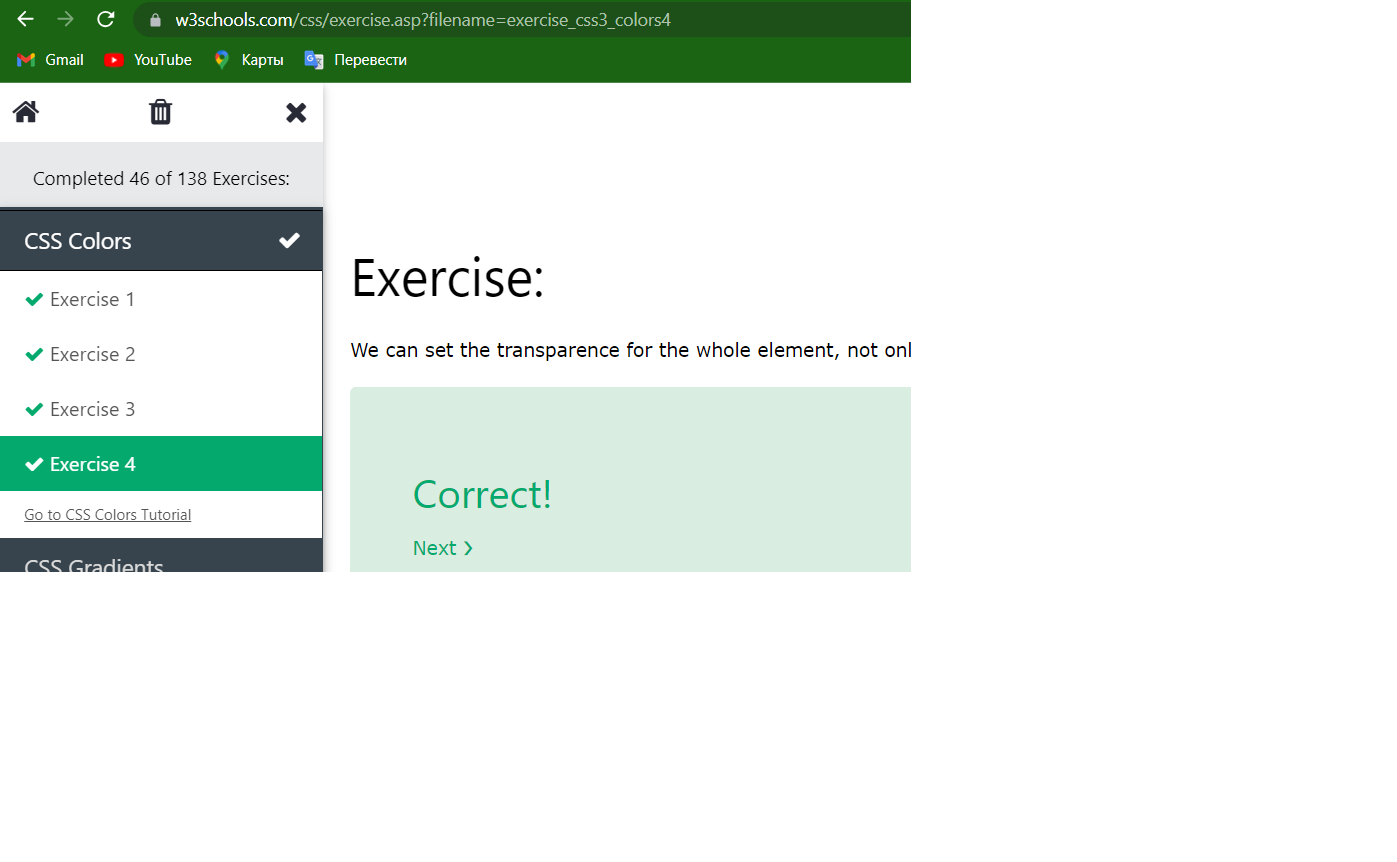 w3schools.com/css/exercise.asp?filename=exercise_css3_colors4
Gmail YouTube Карты Перевести
Completed 46 of 138 Exercises:
CSS Colors
Exercise 1
Exercise 2
Exercise 3
Exercise 4
Go to CSS Colors Tutorial
CSS Gradients
Exercise:
We can set the transparence for the whole element, not onl
Correct!
Next ❯